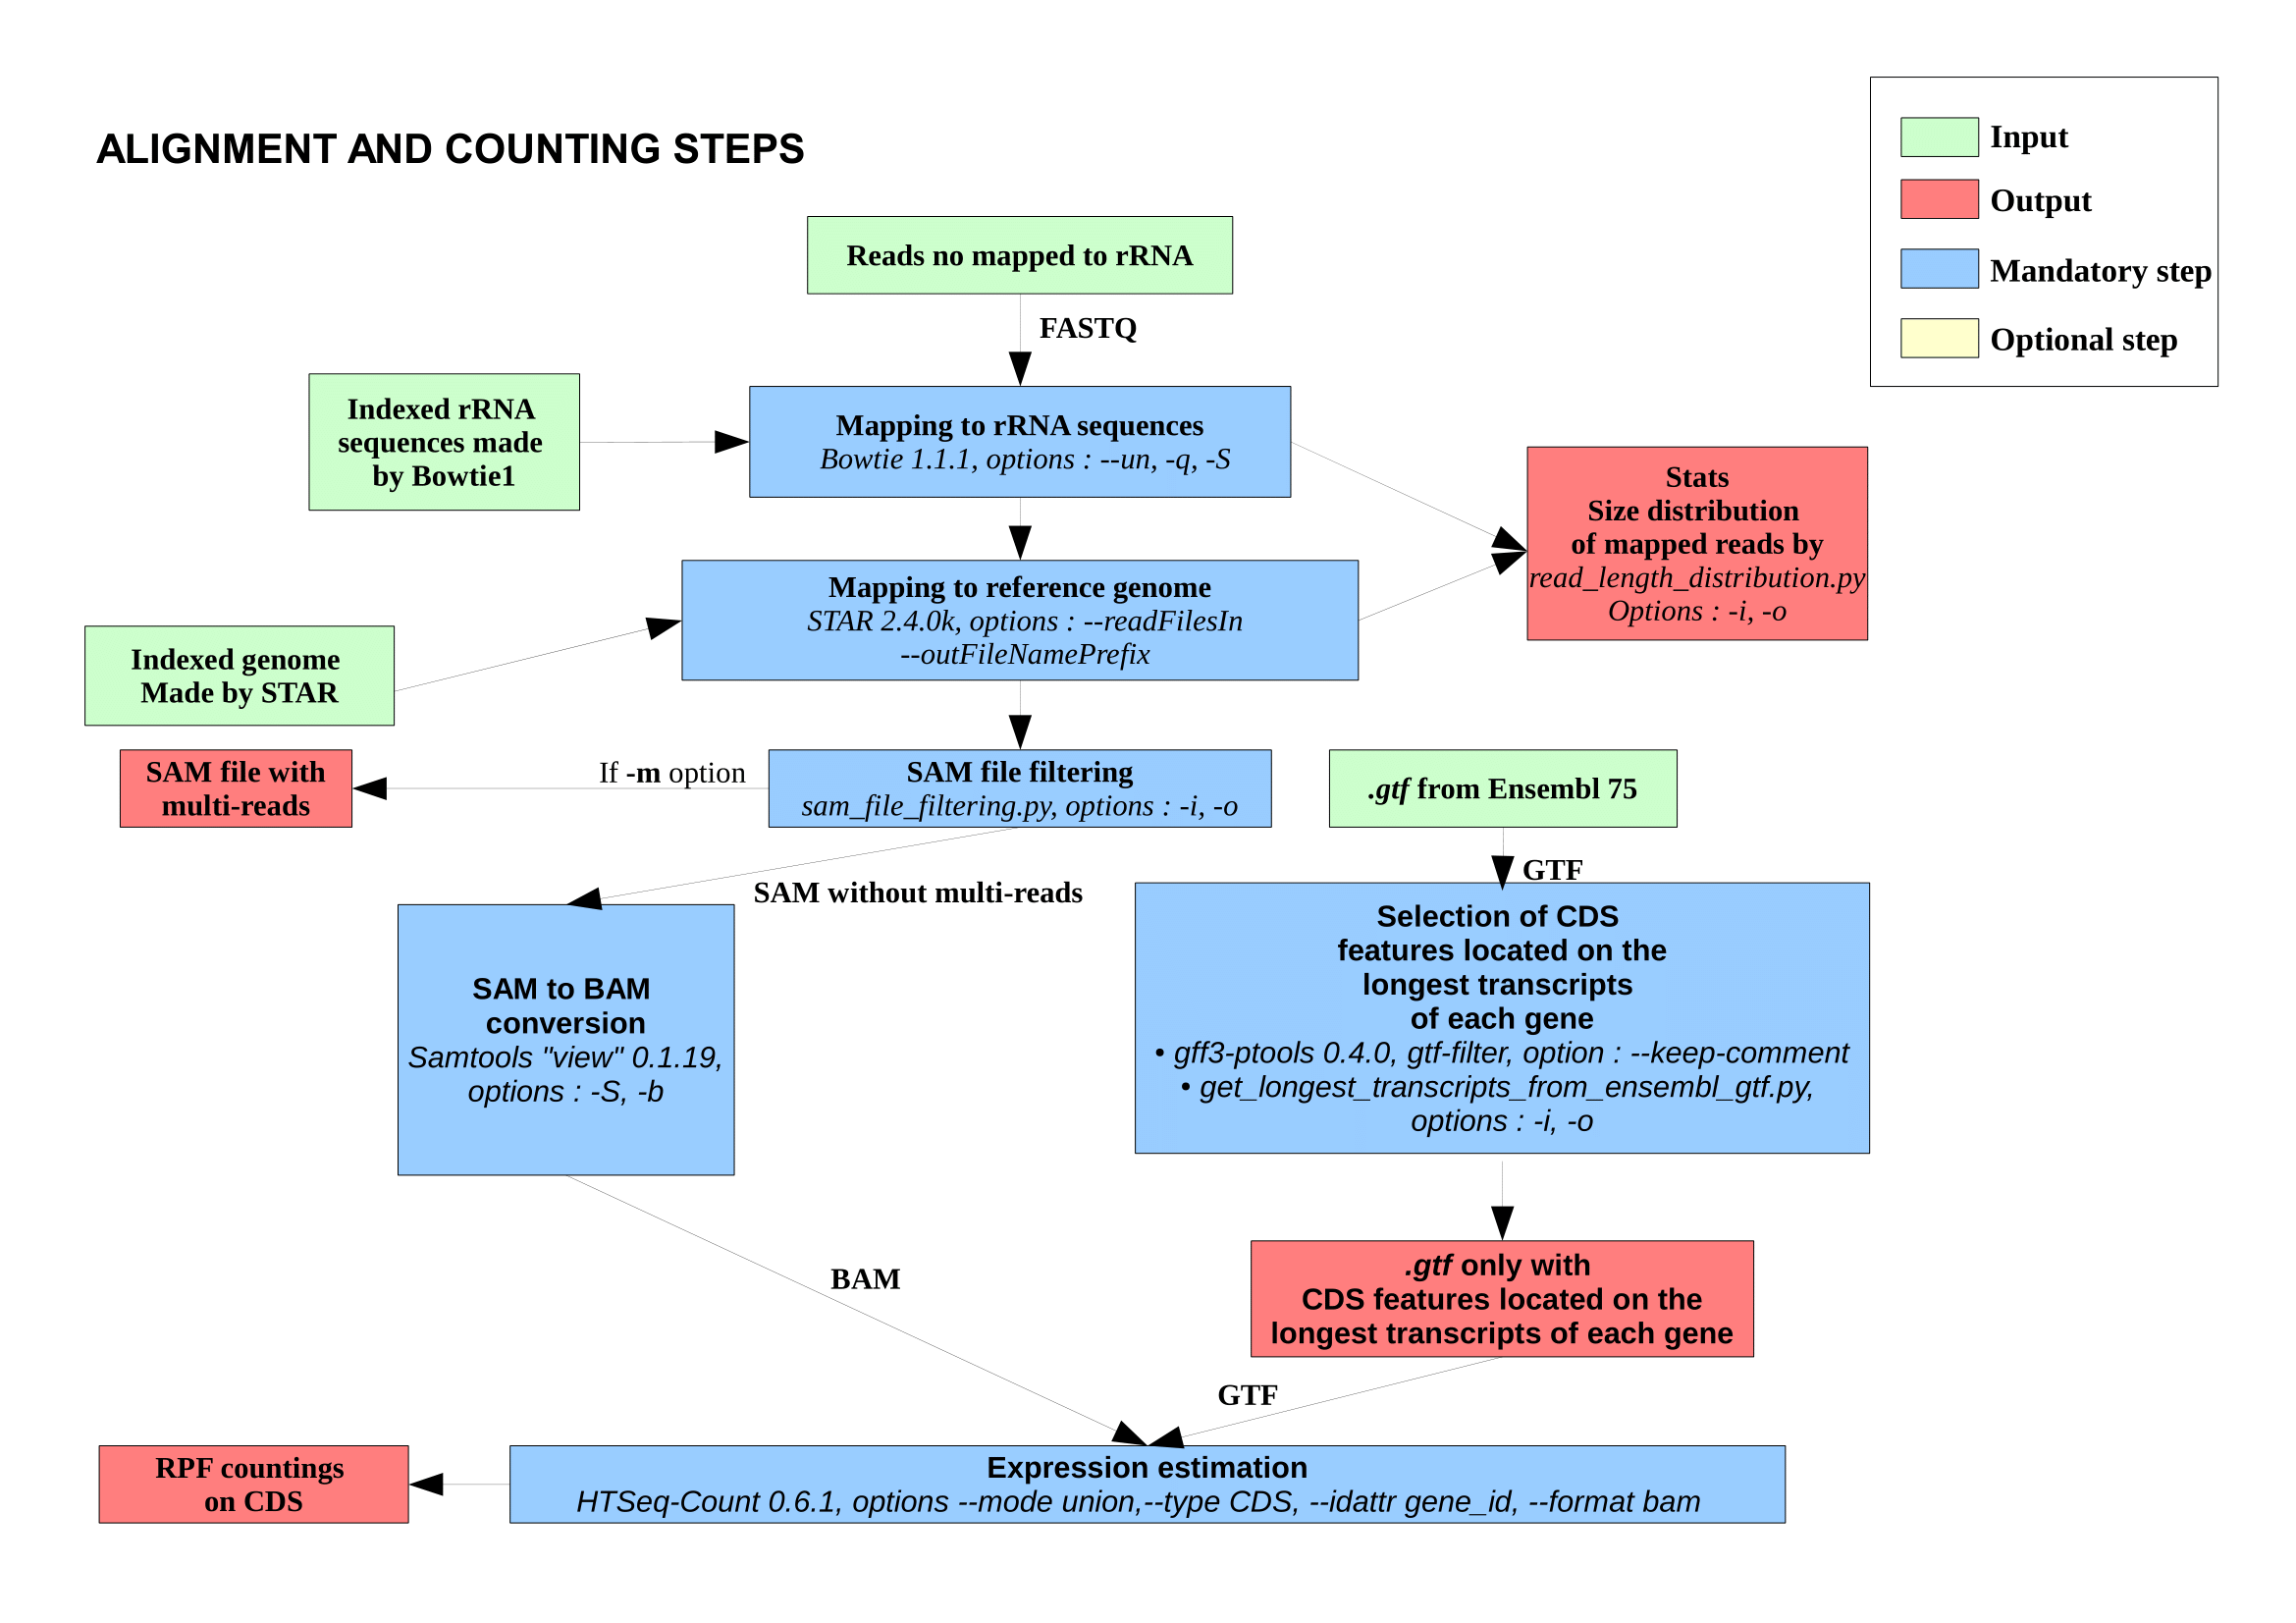 ALIGNMENT AND COUNTING STEPS
Input
Output
Mandatory step
Optional step
Reads no mapped to rRNA
FASTQ
Indexed rRNA
sequences made
by Bowtie1
Mapping to rRNA sequences
Bowtie 1.1.1, options : --un, -q, -S
Stats
Size distribution
of mapped reads by
read_length_distribution.py
Options : -i, -o
Mapping to reference genome
STAR 2.4.0k, options : --readFilesIn
--outFileNamePrefix
Indexed genome
Made by STAR
SAM file with
multi-reads
If -m option
SAM file filtering
sam_file_filtering.py, options : -i, -o
.gtf from Ensembl 75
GTF
SAM without multi-reads
SAM to BAM
conversion
Samtools "view" 0.1.19,
options : -S, -b
Selection of CDS
features located on the
longest transcripts
of each gene
• gff3-ptools 0.4.0, gtf-filter, option : --keep-comment
• get_longest_transcripts_from_ensembl_gtf.py,
options : -i, -o
BAM
.gtf only with
CDS features located on the
longest transcripts of each gene
GTF
RPF countings
on CDS
Expression estimation
HTSeq-Count 0.6.1, options --mode union,--type CDS, --idattr gene_id, --format bam